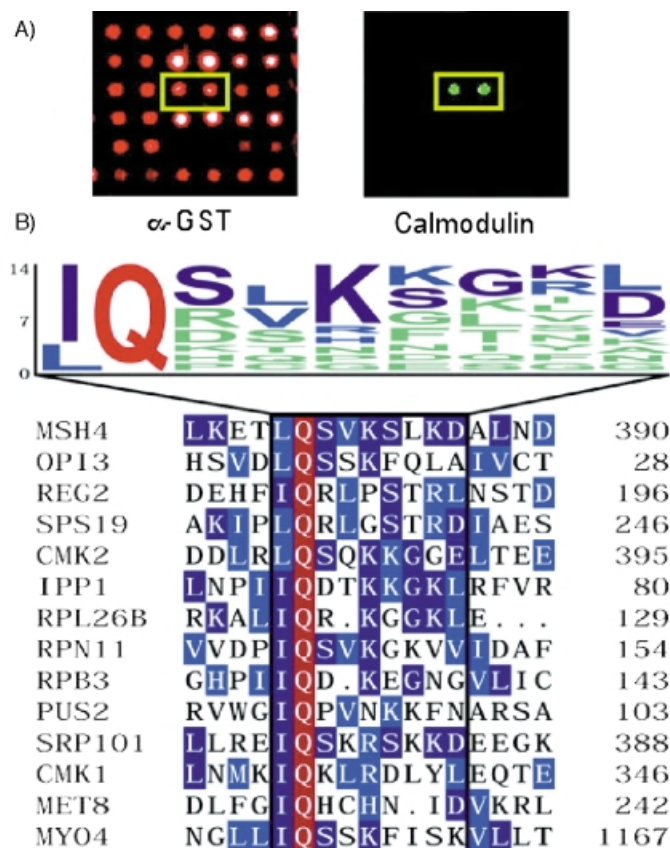 A)
α-GST Calmodulin
B)
14
7
0
I Q S L K K G K L
L R V S R D
MSH4 LKETLQSVKSLKDALND 390
OPI3 HSVDLQSSKFQLAIVCT 28
REG2 DEHFIQRLPSTRLNSTD 196
SPS19 AKIPLQRLGSTRDIAES 246
CMK2 DDLRLQSQKKGGELTEE 395
IPP1 LNPIIQDTKKGKLRFVR 80
RPL26B RKALIQR.KGGKLE... 129
RPN11 VVDPIQSVKGKVVIDAF 154
RPB3 GHPIIQD.KEGNGVLIC 143
PUS2 RVWGIQPVNKKFNARSA 103
SRP101 LLREIQSKRSKKDEEGK 388
CMK1 LNMKIQKLRDLYLEQTE 346
MET8 DLFGIQHCHN.IDVKRL 242
MYO4 NGLLIQSSKFISKVLLT 1167